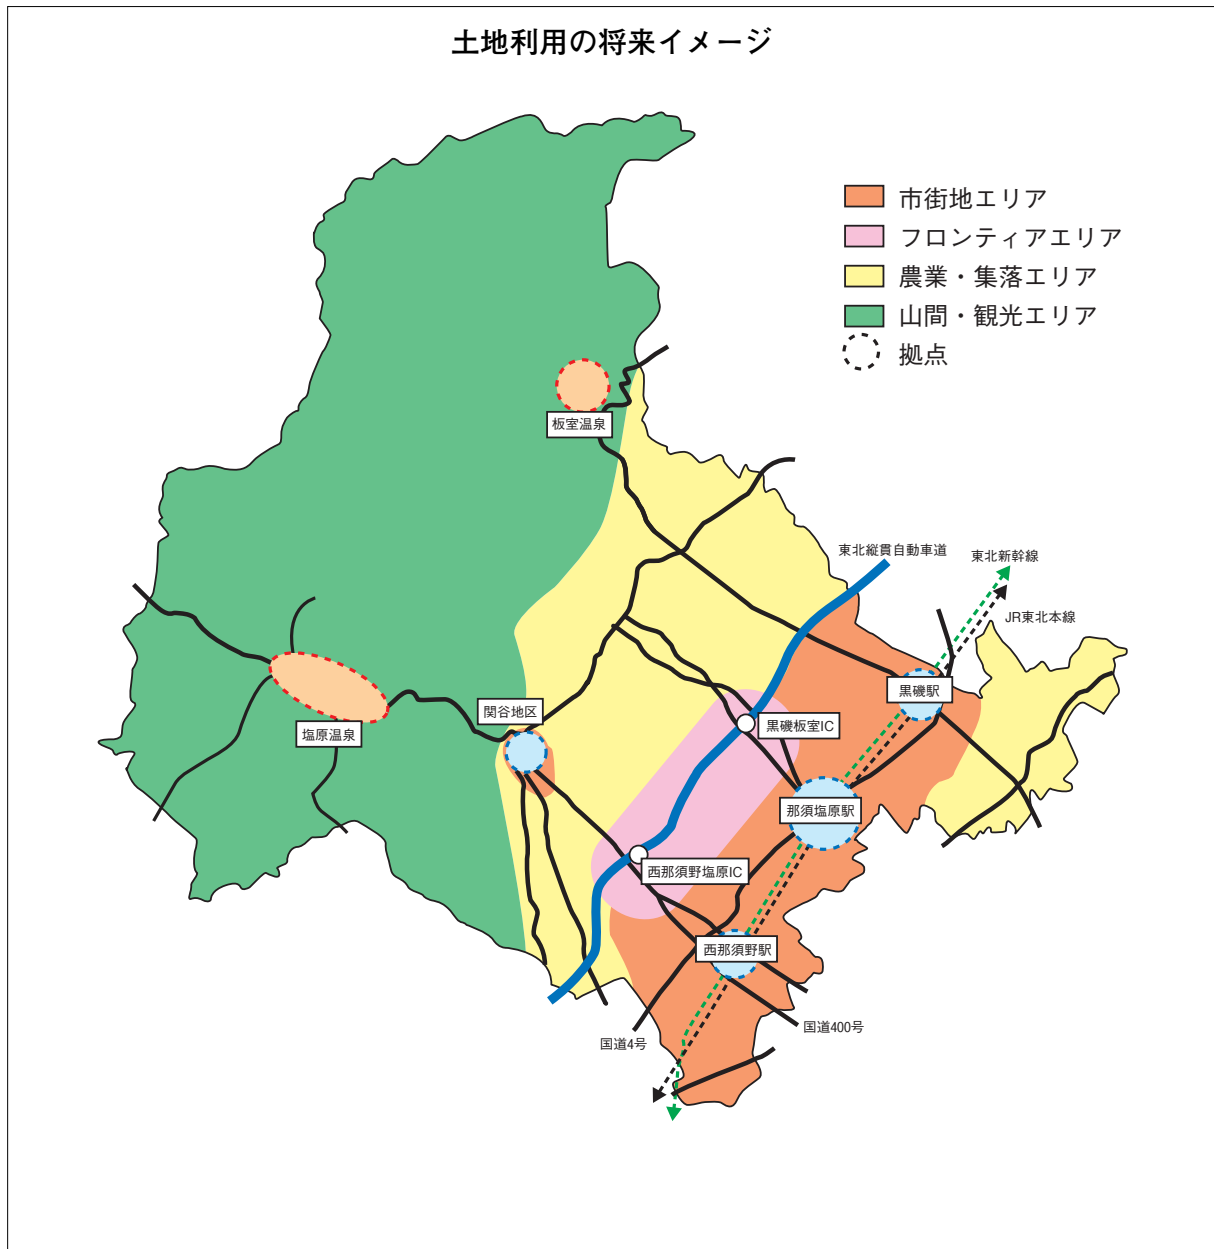 土地利用の将来イメージ
市街地エリア
フロンティアエリア
農業・集落エリア
山間・観光エリア
拠点
板室温泉
東北縦貫自動車道
東北新幹線
JR東北本線
黒磯駅
関谷地区
塩原温泉
黒磯板室IC
那須塩原駅
西那須野塩原IC
西那須野駅
国道400号
国道4号